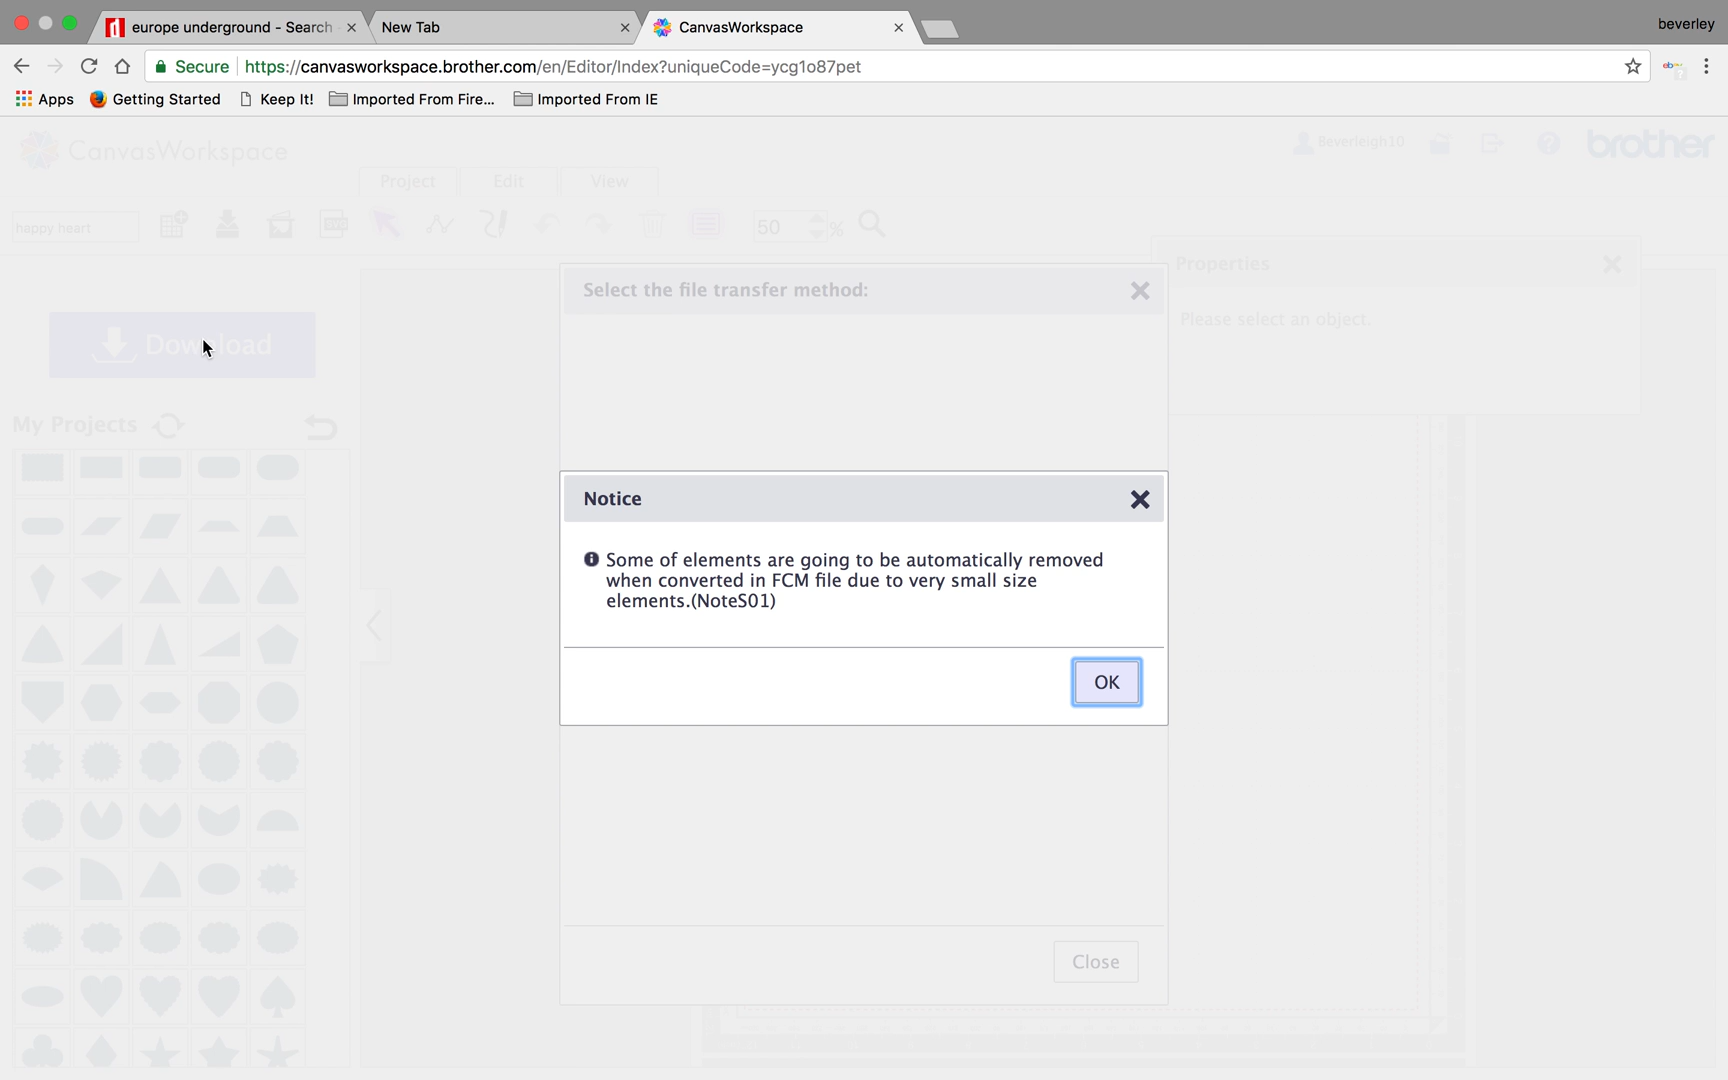 europe underground - Search
New Tab
CanvasWorkspace
beverley
Secure
https://canvasworkspace.brother.com/en/Editor/Index?uniqueCode=ycg1o87pet
Apps
Getting Started
Keep It!
Imported From Fire...
Imported From IE
CanvasWorkspace
Beverleigh10
brother
Project
Edit
View
happy heart
50
%
Select the file transfer method:
Properties
Please select an object.
Download
My Projects
Notice
Some of elements are going to be automatically removed
when converted in FCM file due to very small size
elements.(NoteS01)
OK
Close